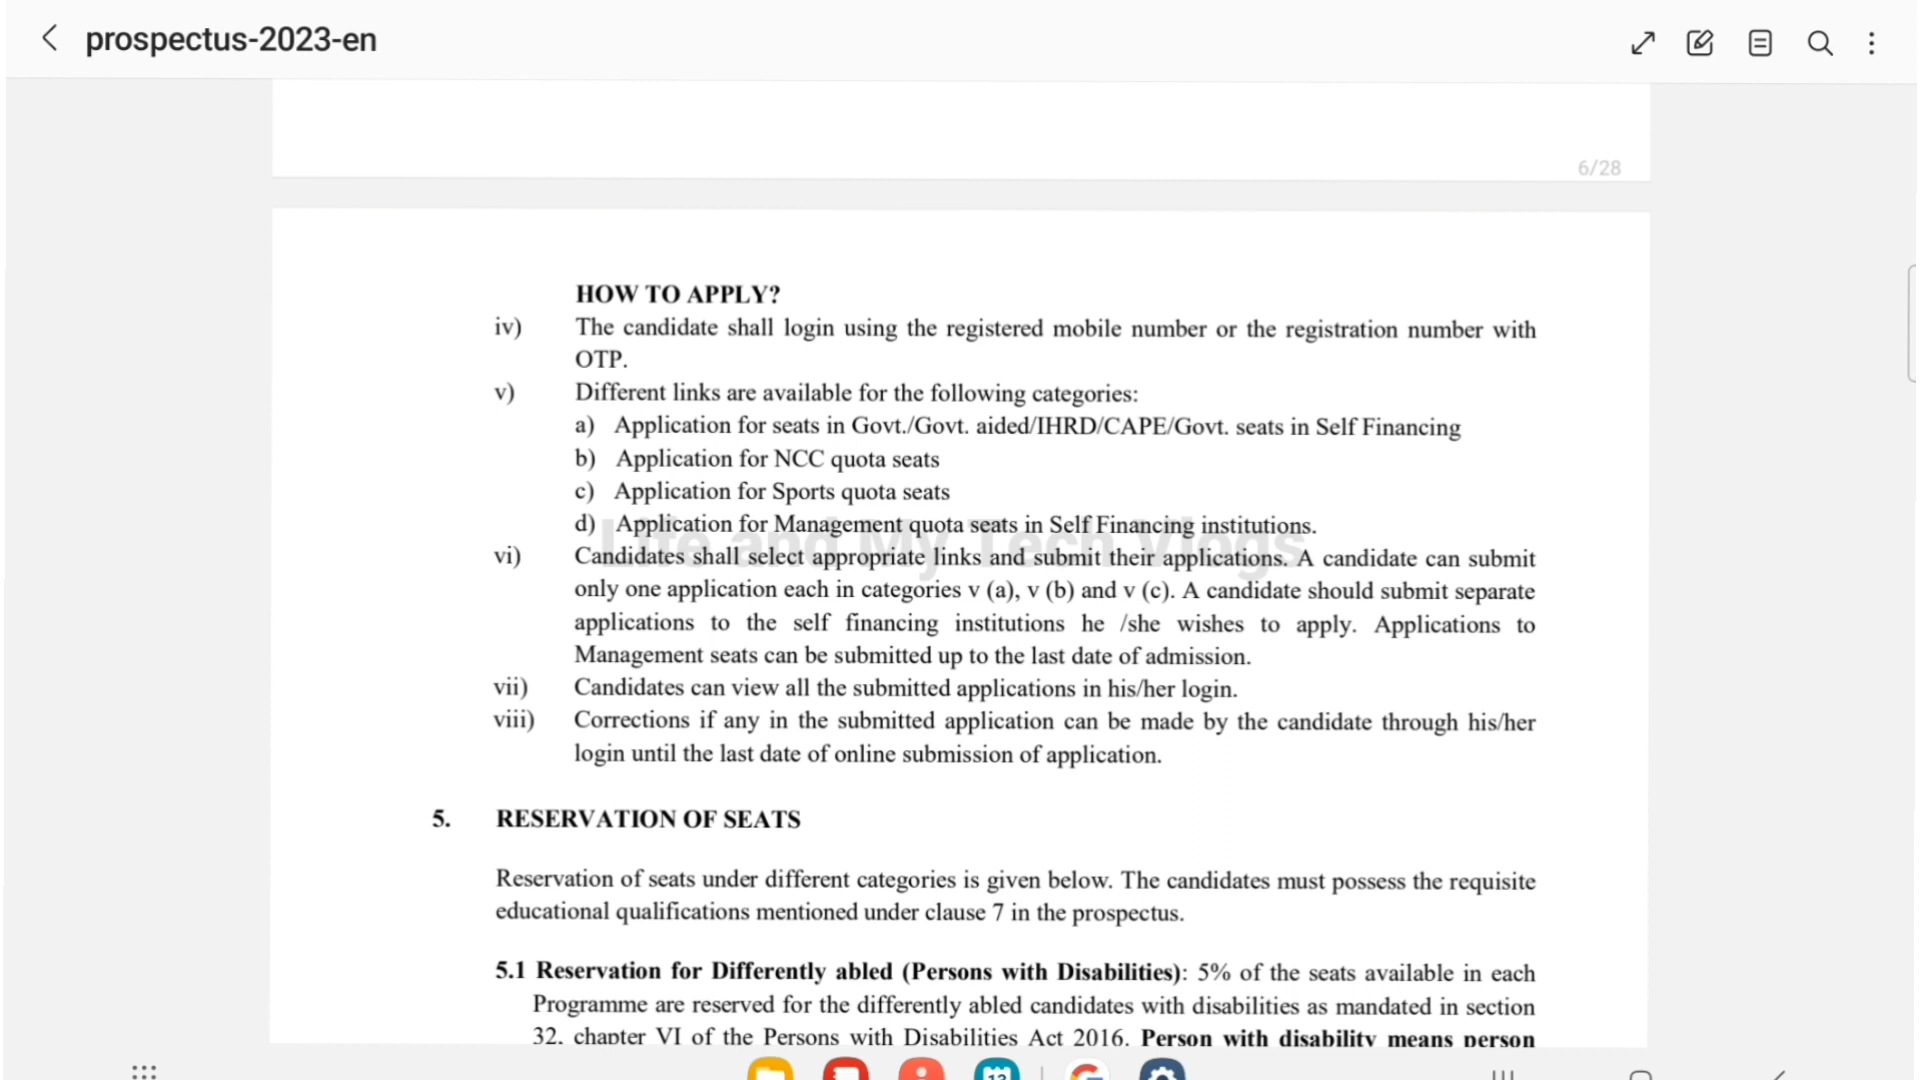 prospectus-2023-en
6/28
HOW TO APPLY?
iv) The candidate shall login using the registered mobile number or the registration number with
OTP.
v) Different links are available for the following categories:
a) Application for seats in Govt./Govt. aided/IHRD/CAPE/Govt. seats in Self Financing
b) Application for NCC quota seats
c) Application for Sports quota seats
d) Application for Management quota seats in Self Financing institutions.
Life and My Tech Vlogs
vi) Candidates shall select appropriate links and submit their applications. A candidate can submit
only one application each in categories v (a), v (b) and v (c). A candidate should submit separate
applications to the self financing institutions he /she wishes to apply. Applications to
Management seats can be submitted up to the last date of admission.
vii) Candidates can view all the submitted applications in his/her login.
viii) Corrections if any in the submitted application can be made by the candidate through his/her
login until the last date of online submission of application.
5. RESERVATION OF SEATS
Reservation of seats under different categories is given below. The candidates must possess the requisite
educational qualifications mentioned under clause 7 in the prospectus.
5.1 Reservation for Differently abled (Persons with Disabilities): 5% of the seats available in each
Programme are reserved for the differently abled candidates with disabilities as mandated in section
32, chapter VI of the Persons with Disabilities Act 2016. Person with disability means person